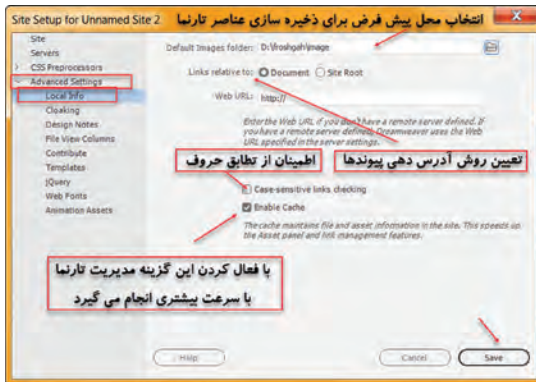 Site Setup for Unnamed Site 2
انتخاب محل پیش فرض برای ذخیره سازی عناصر تارنما
Site
Servers
CSS Preprocessors
Advanced Settings
Local Info
Cloaking
Design Notes
File View Columns
Contribute
Templates
jQuery
Web Fonts
Animation Assets
Default Images folder: D:\froshgah\image
Links relative to: Document Site Root
Web URL: http://
Enter the Web URL if you don't have a remote server defined. If
you have a remote server defined, Dreamweaver uses the Web
URL specified in the server settings.
تعیین روش آدرس دهی پیوندها
اطمینان از تطابق حروف
Case-sensitive links checking
Enable Cache
The cache maintains file and asset information in the site. This speeds up
the Asset panel and link management features.
با فعال کردن این گزینه مدیریت تارنما
با سرعت بیشتری انجام می گیرد
Help
Cancel
Save